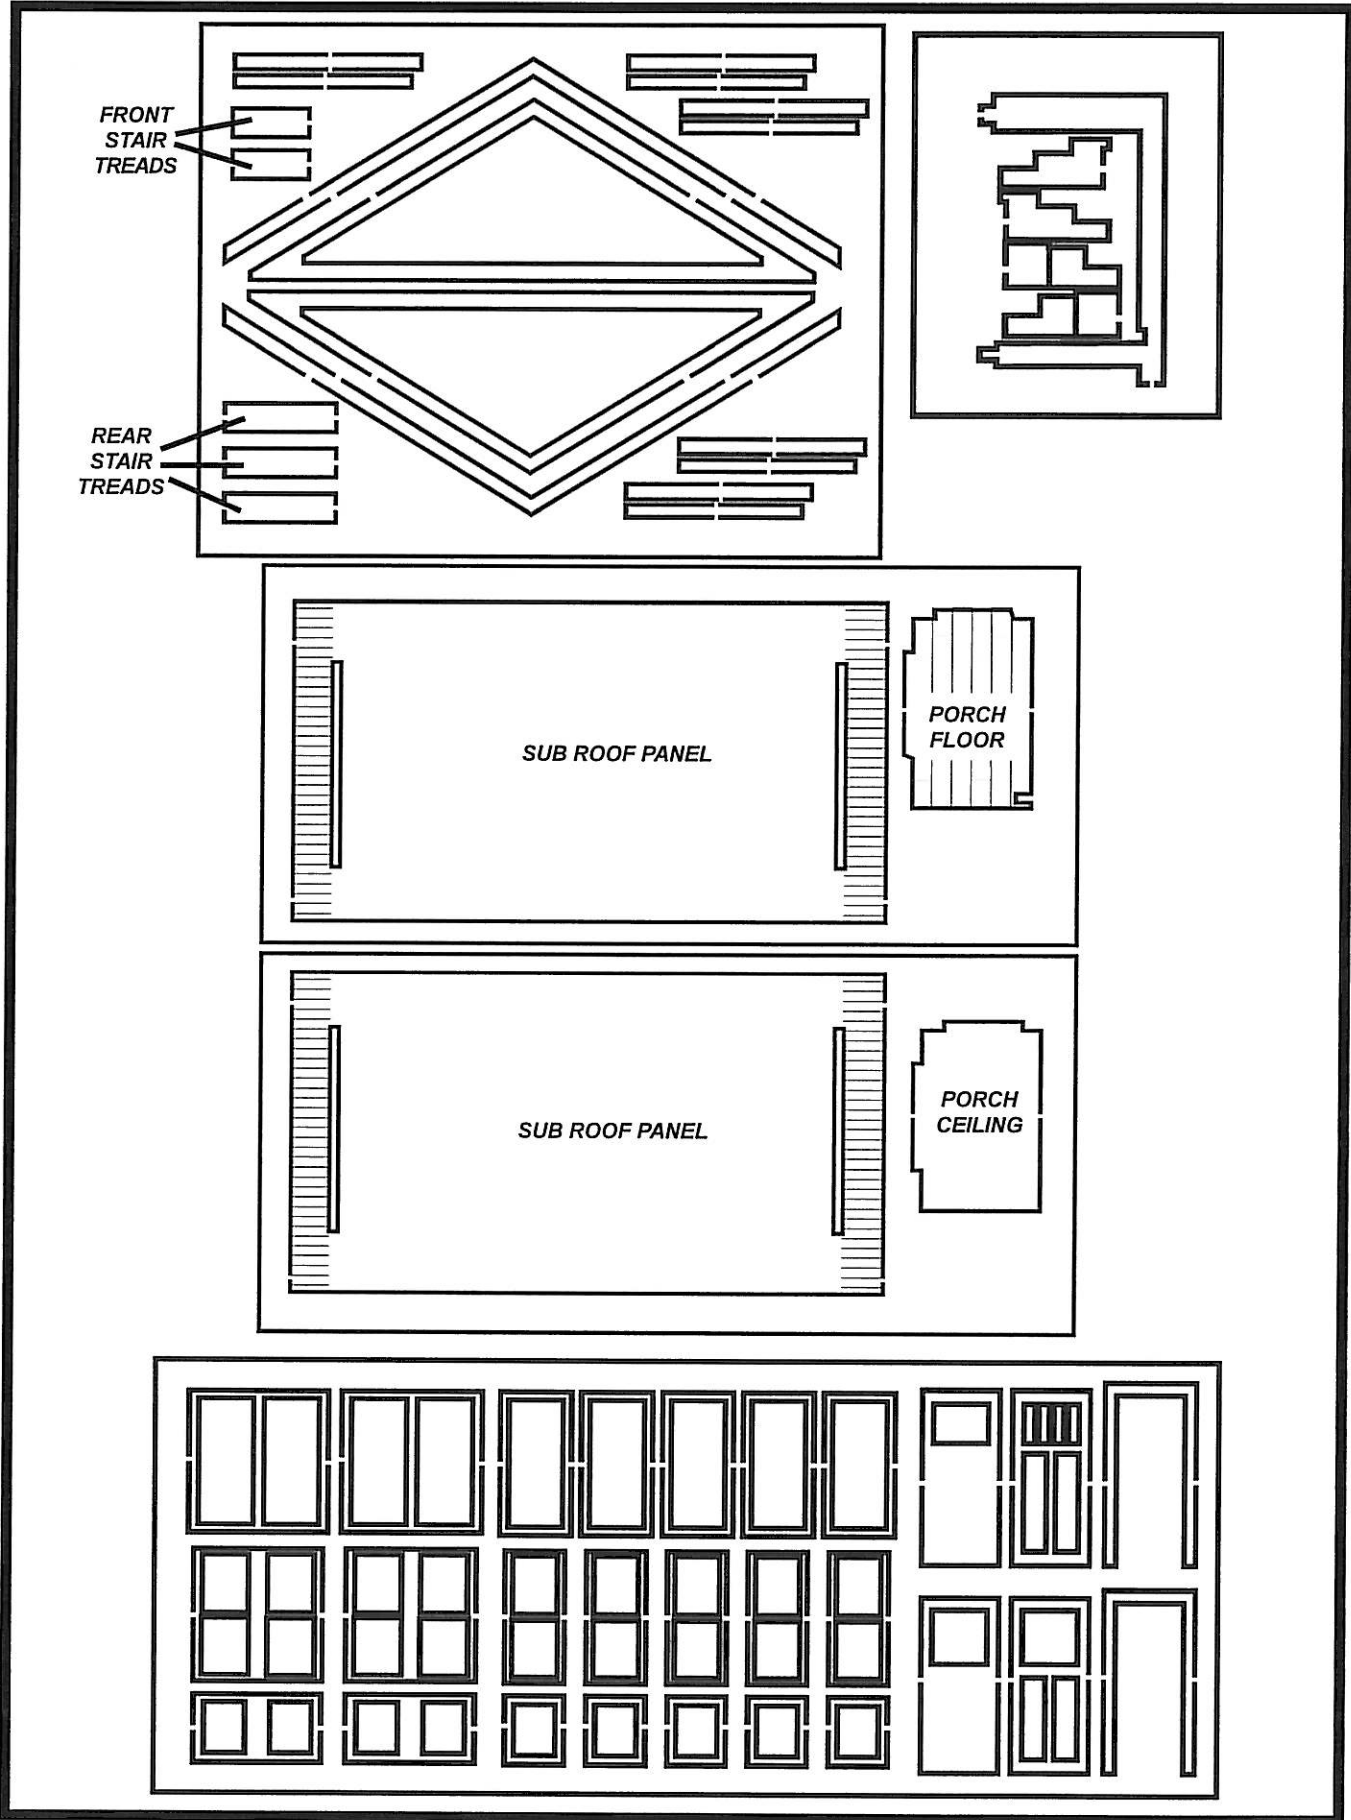 FRONT
STAIR
TREADS
REAR
STAIR
TREADS
SUB ROOF PANEL
PORCH
FLOOR
SUB ROOF PANEL
PORCH
CEILING